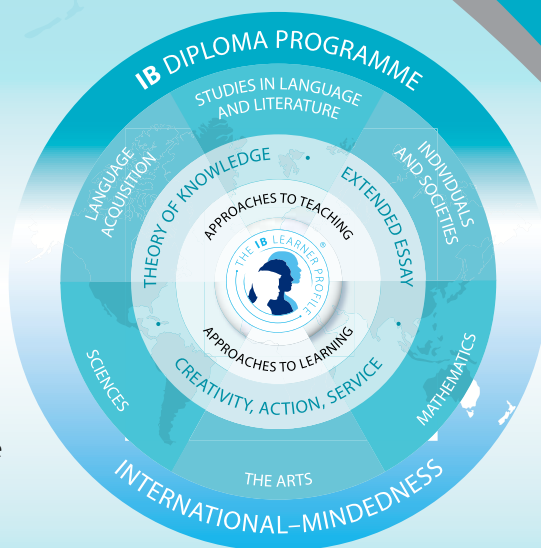 IB DIPLOMA PROGRAMME
STUDIES IN LANGUAGE
AND LITERATURE
LANGUAGE
ACQUISITION
INDIVIDUALS
AND SOCIETIES
THEORY OF KNOWLEDGE
EXTENDED ESSAY
APPROACHES TO TEACHING
THE IB LEARNER PROFILE
®
APPROACHES TO LEARNING
CREATIVITY, ACTION, SERVICE
SCIENCES
MATHEMATICS
THE ARTS
INTERNATIONAL–MINDEDNESS
e